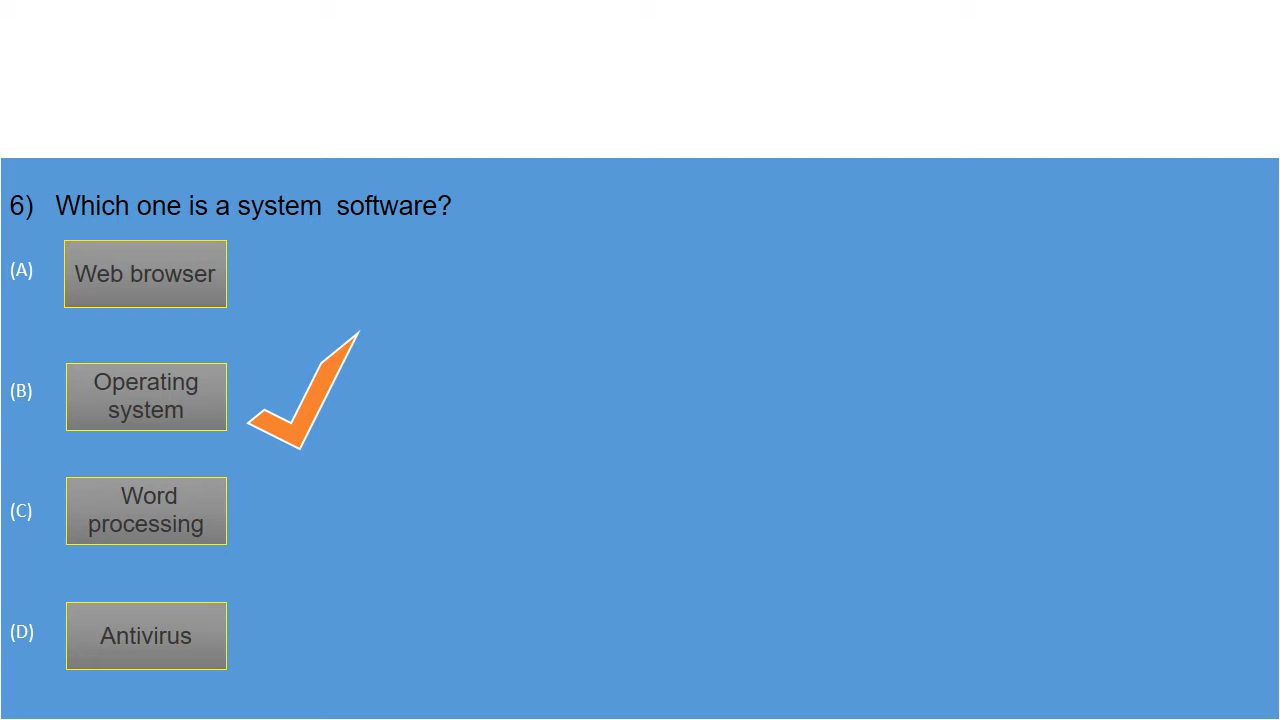 6) Which one is a system software?
(A) Web browser
(B) Operating
system
(C) Word
processing
(D) Antivirus